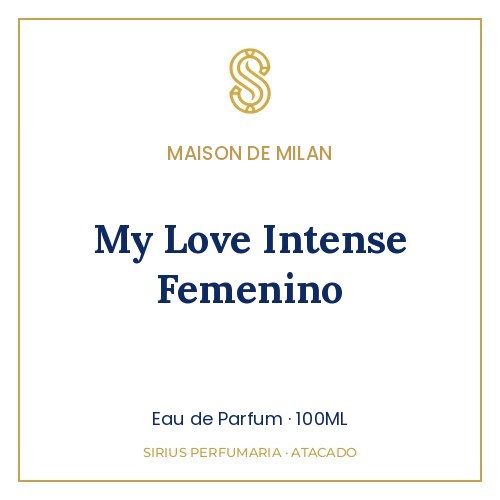 MAISON DE MILAN
My Love Intense
Femenino
Eau de Parfum · 100ML
SIRIUS PERFUMARIA · ATACADO